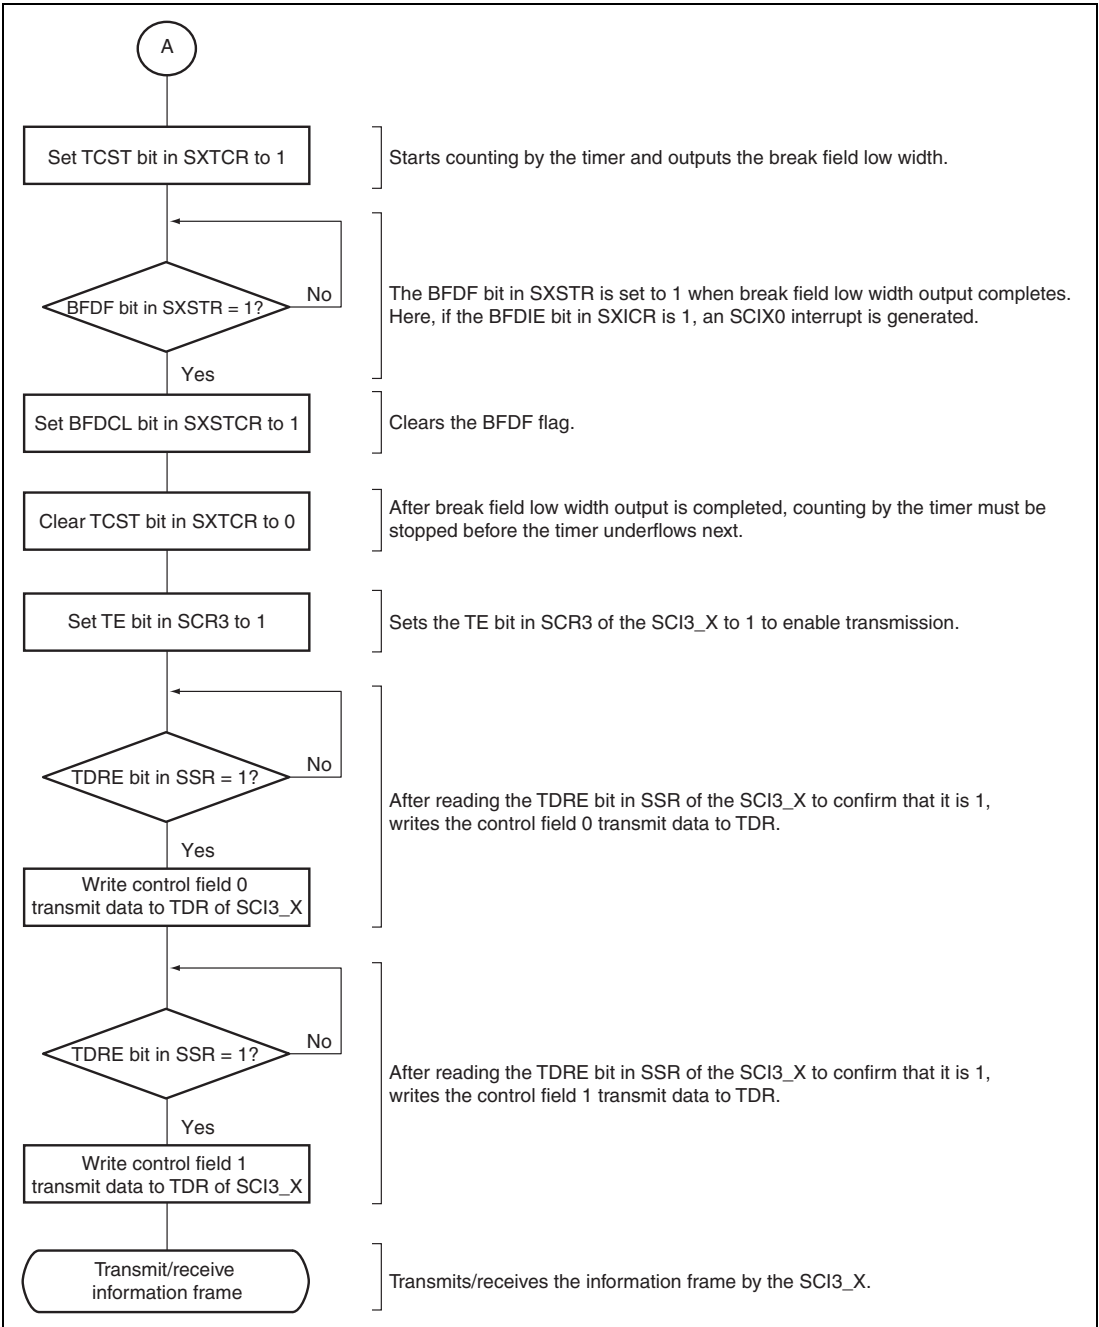 A
Set TCST bit in SXTCR to 1
Starts counting by the timer and outputs the break field low width.
BFDF bit in SXSTR = 1?
No
The BFDF bit in SXSTR is set to 1 when break field low width output completes.
Here, if the BFDIE bit in SXICR is 1, an SCIX0 interrupt is generated.
Yes
Set BFDCL bit in SXSTCR to 1
Clears the BFDF flag.
Clear TCST bit in SXTCR to 0
After break field low width output is completed, counting by the timer must be
stopped before the timer underflows next.
Set TE bit in SCR3 to 1
Sets the TE bit in SCR3 of the SCI3_X to 1 to enable transmission.
TDRE bit in SSR = 1?
No
After reading the TDRE bit in SSR of the SCI3_X to confirm that it is 1,
writes the control field 0 transmit data to TDR.
Yes
Write control field 0
transmit data to TDR of SCI3_X
TDRE bit in SSR = 1?
No
After reading the TDRE bit in SSR of the SCI3_X to confirm that it is 1,
writes the control field 1 transmit data to TDR.
Yes
Write control field 1
transmit data to TDR of SCI3_X
Transmit/receive
information frame
Transmits/receives the information frame by the SCI3_X.